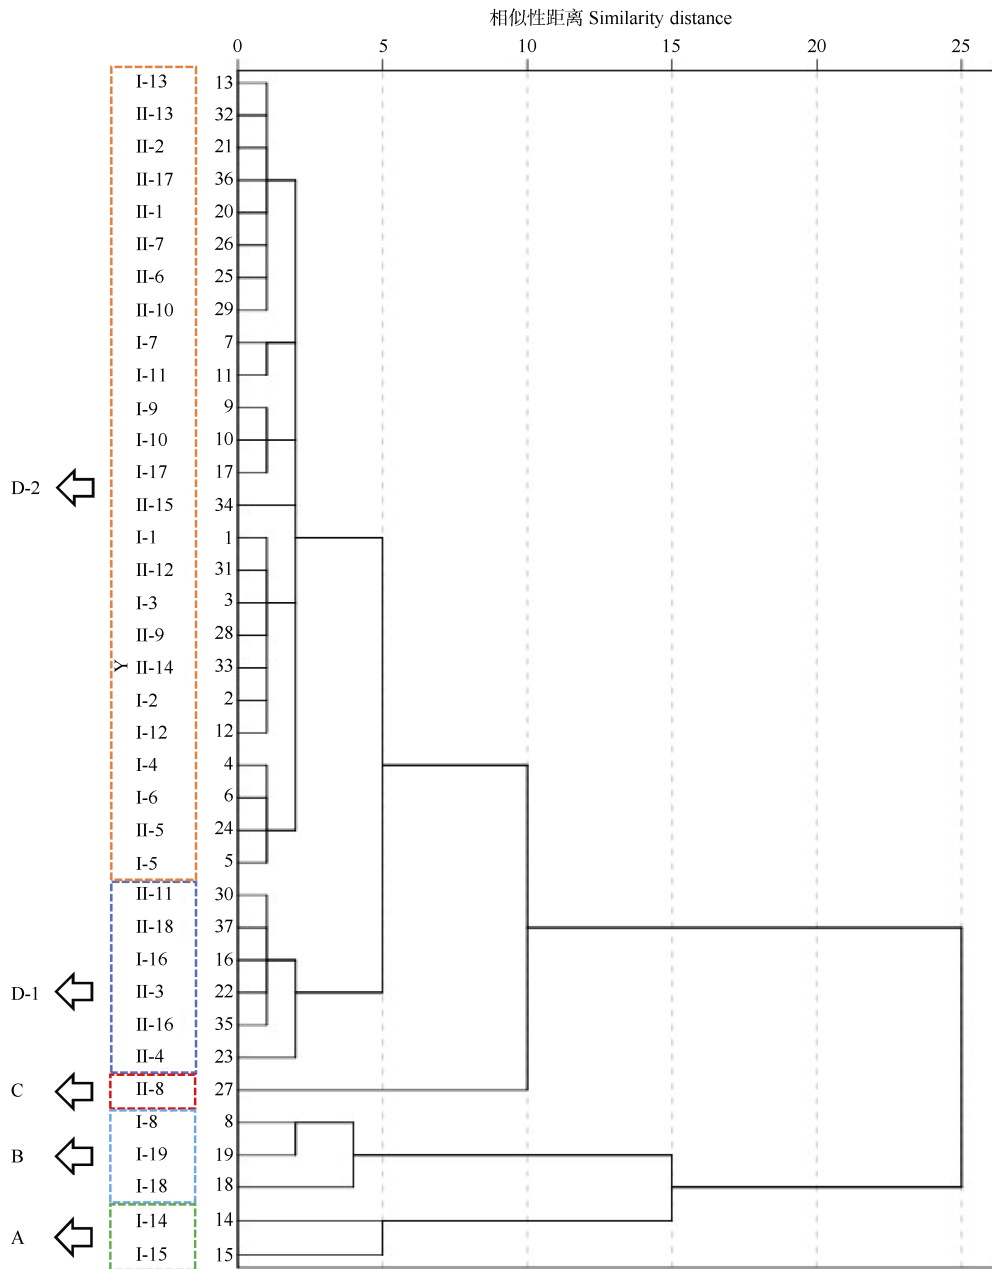 相似性距离 Similarity distance
0 5 10 15 20 25
I-13 13
II-13 32
II-2 21
II-17 36
II-1 20
II-7 26
II-6 25
II-10 29
I-7 7
I-11 11
I-9 9
I-10 10
I-17 17
D-2
II-15 34
I-1 1
II-12 31
I-3 3
II-9 28
Y II-14 33
I-2 2
I-12 12
I-4 4
I-6 6
II-5 24
I-5 5
II-11 30
II-18 37
I-16 16
D-1 II-3 22
II-16 35
II-4 23
C II-8 27
I-8 8
B I-19 19
I-18 18
I-14 14
A
I-15 15